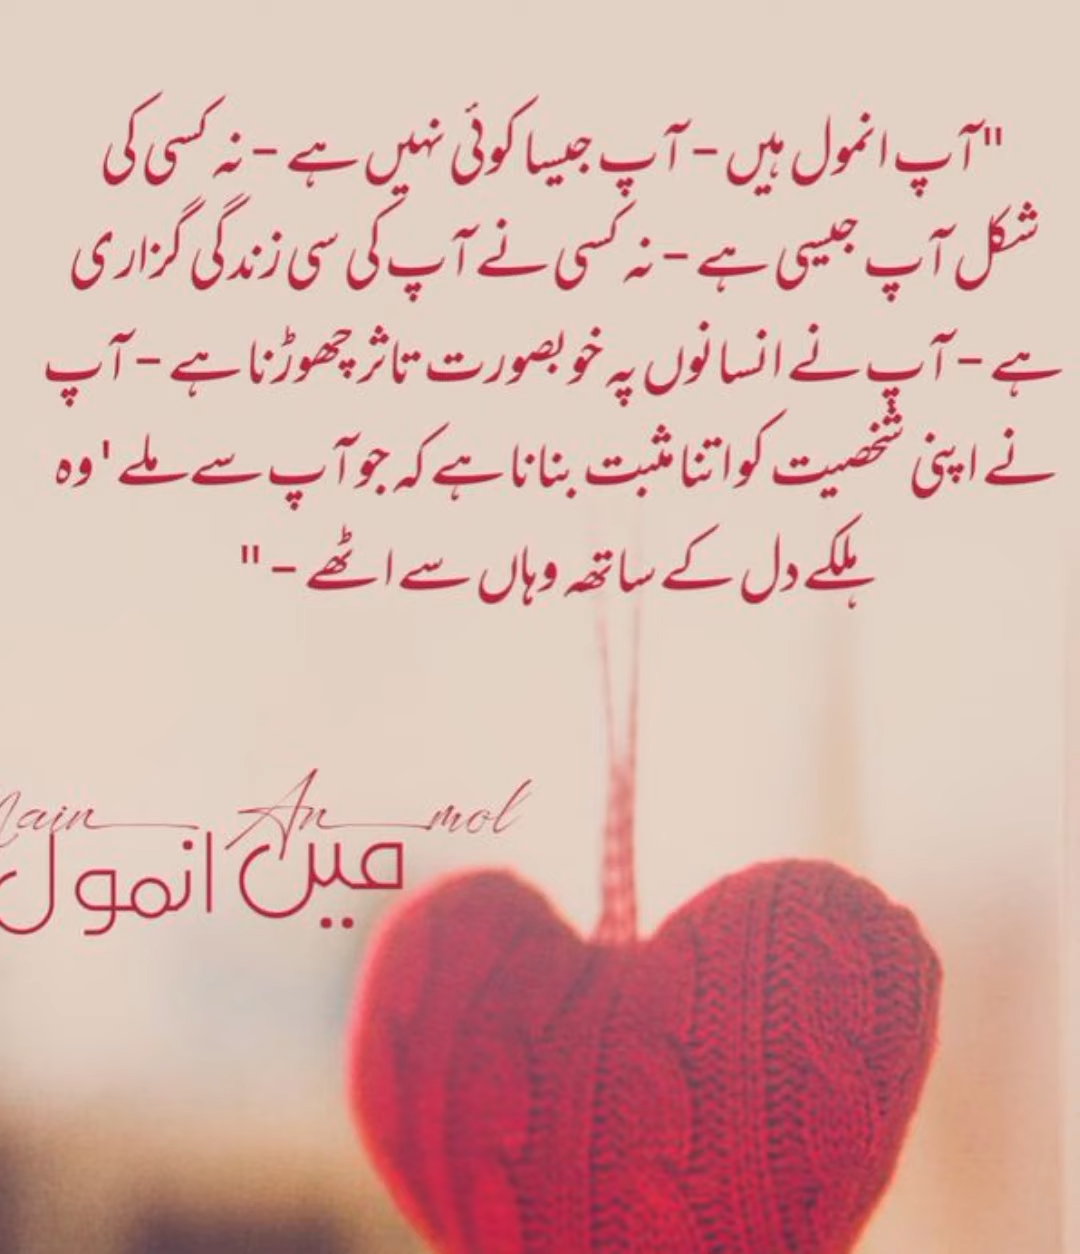 "آپ انمول ہیں – آپ جیسا کوئی نہیں ہے – نہ کسی کی
شکل آپ جیسی ہے – نہ کسی نے آپ کی سی زندگی گزاری
ہے – آپ نے انسانوں پہ خوبصورت تاثر چھوڑنا ہے – آپ
نے اپنی شخصیت کو اتنا مثبت بنانا ہے کہ جو آپ سے ملے ' وہ
ہلکے دل کے ساتھ وہاں سے اٹھے – "
Main Anmol
میں انمول